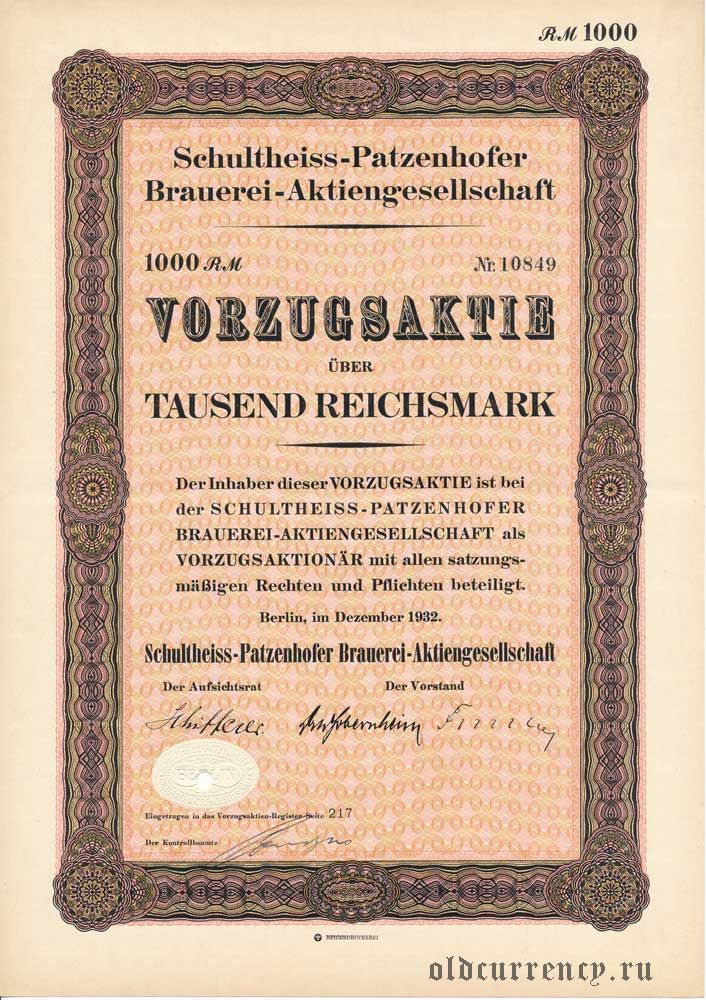 RM 1000
Schultheiss-Patzenhofer
Brauerei-Aktiengesellschaft
1000 RM Nr. 10849
VORZUGSAKTIE
ÜBER
TAUSEND REICHSMARK
Der Inhaber dieser VORZUGSAKTIE ist bei
der SCHULTHEISS-PATZENHOFER
BRAUEREI-AKTIENGESELLSCHAFT als
VORZUGSAKTIONÄR mit allen satzungs-
mäßigen Rechten und Pflichten beteiligt.
Berlin, im Dezember 1932.
Schultheiss-Patzenhofer Brauerei-Aktiengesellschaft
Der Aufsichtsrat Der Vorstand
BERLIN
Eingetragen in das Vorzugsaktien-Register Seite 217
Der Kontrollbeamte
REICHSDRUCKEREI
oldcurrency.ru